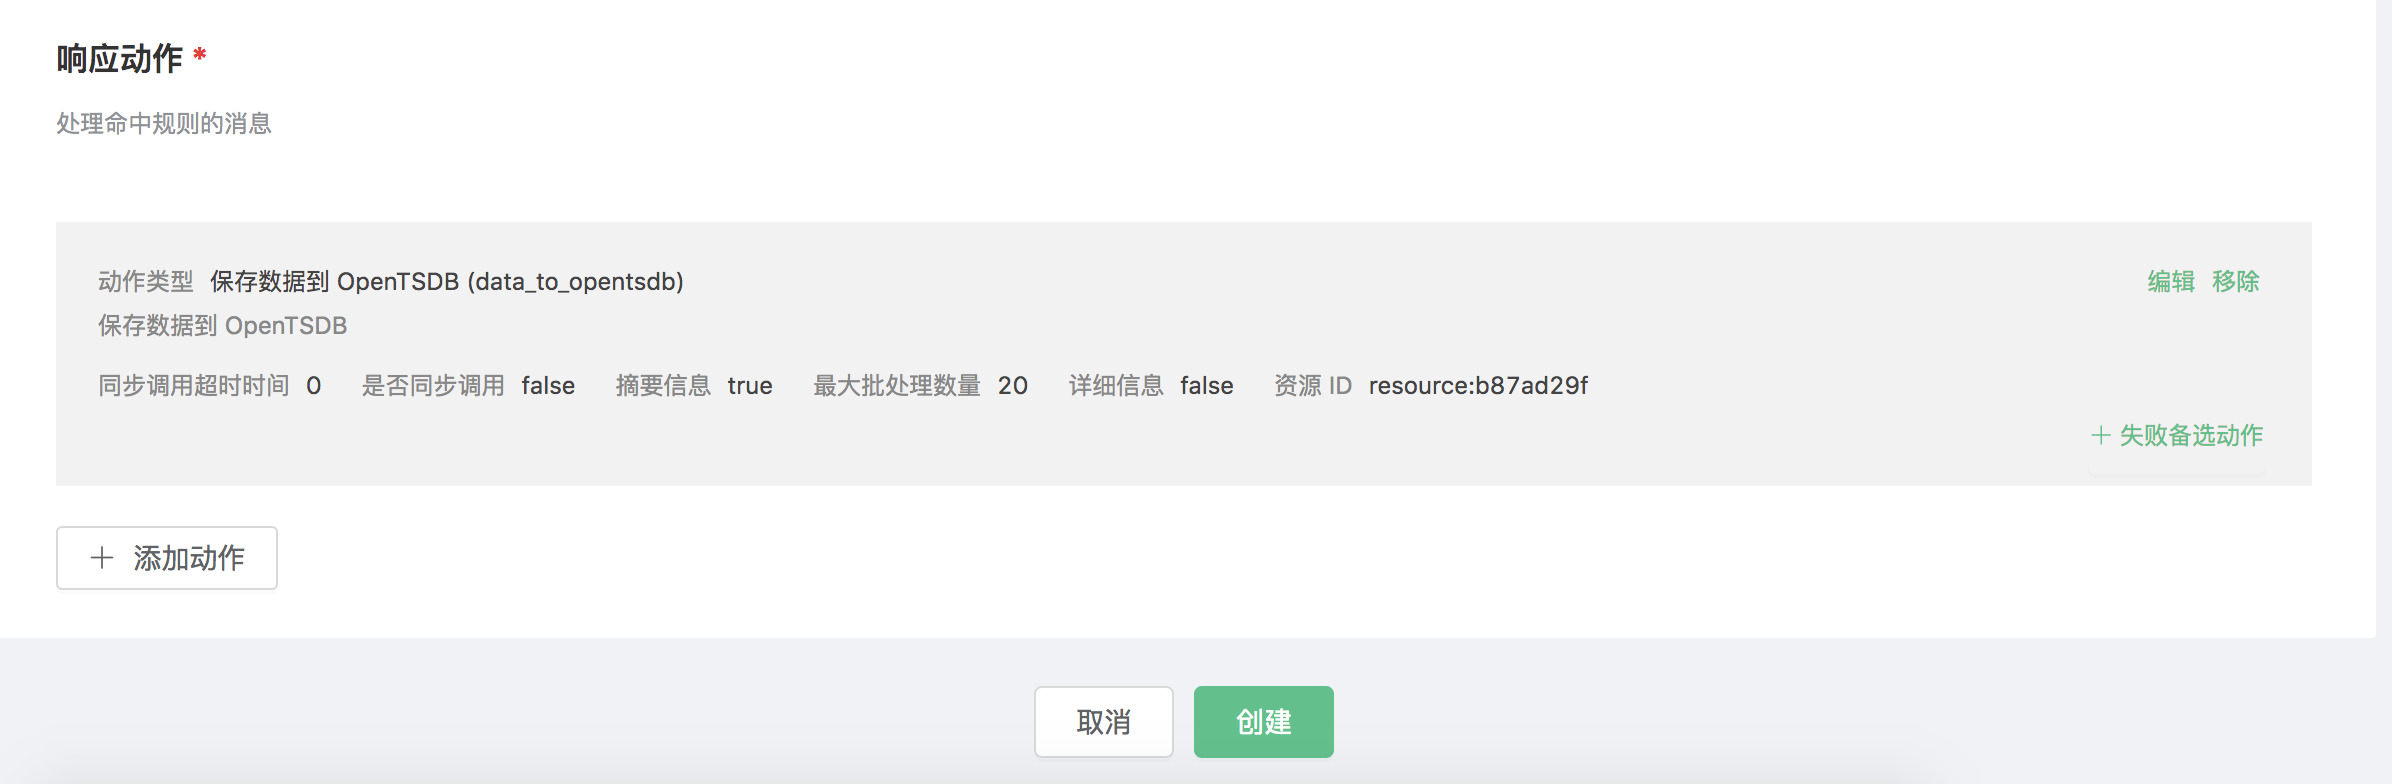 响应动作 *
处理命中规则的消息
动作类型 保存数据到 OpenTSDB (data_to_opentsdb) 编辑 移除
保存数据到 OpenTSDB
同步调用超时时间 0 是否同步调用 false 摘要信息 true 最大批处理数量 20 详细信息 false 资源 ID resource:b87ad29f
+ 失败备选动作
+ 添加动作
取消 创建